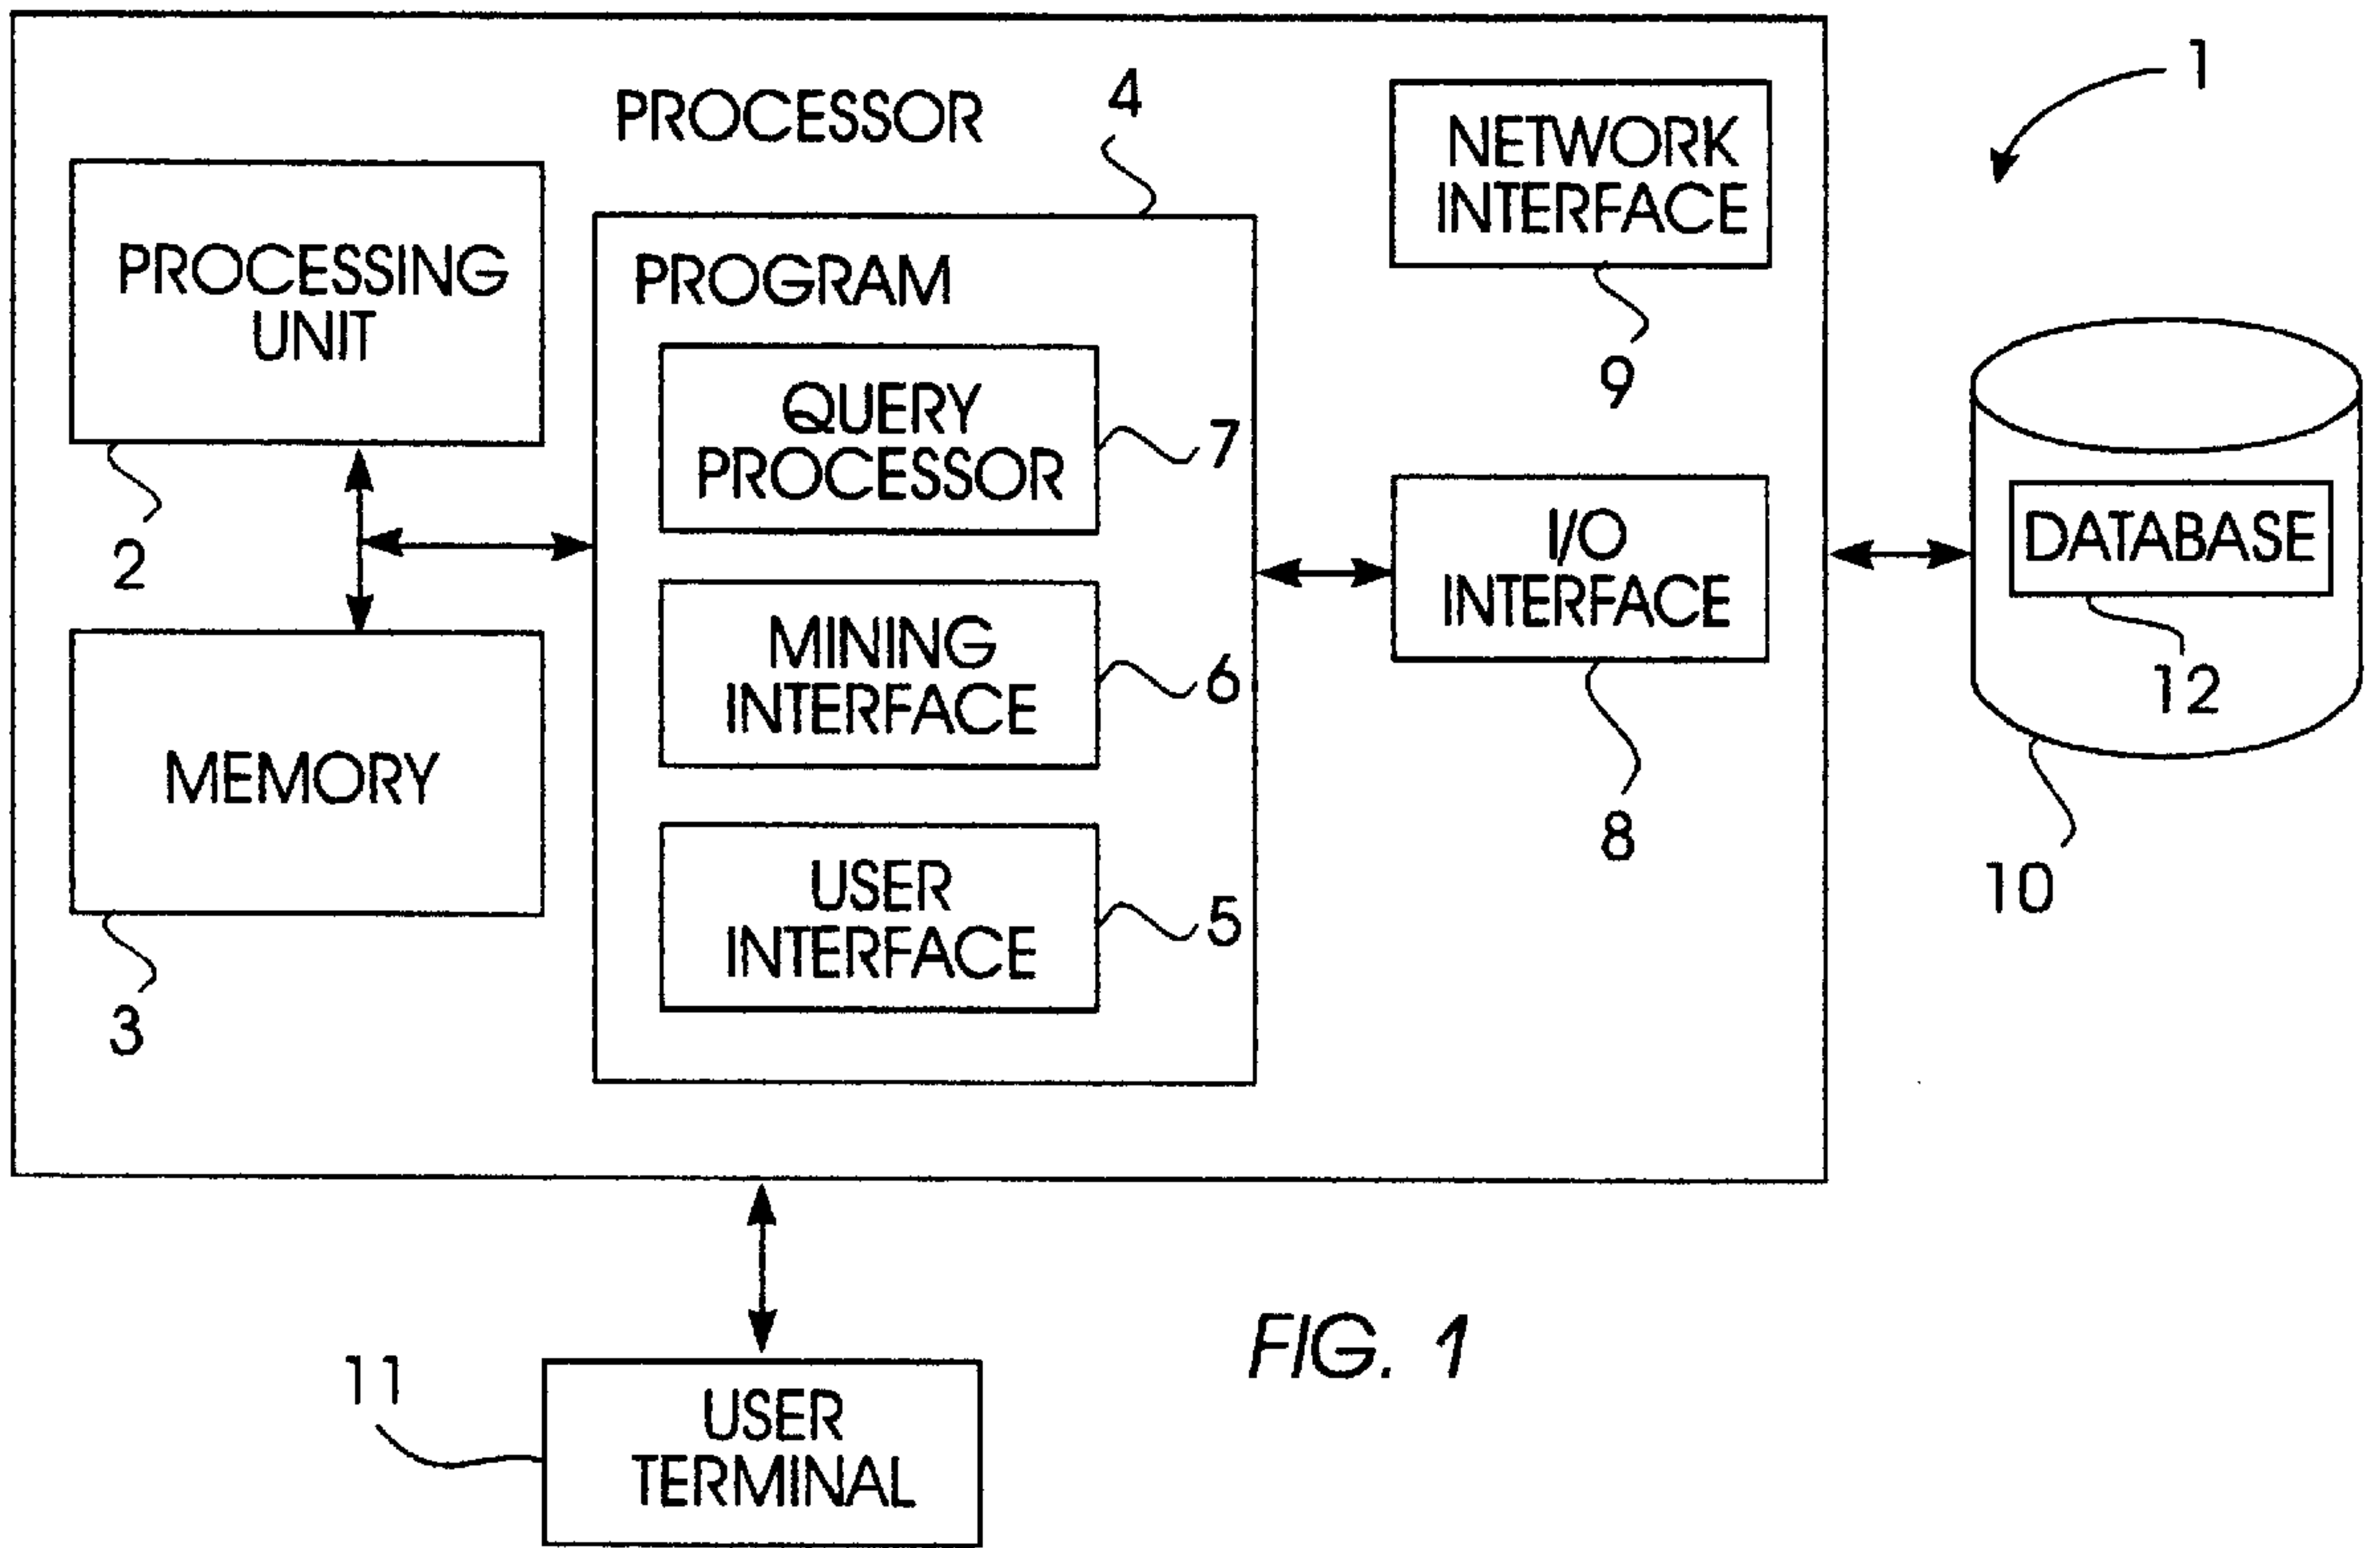 1
PROCESSOR
4
NETWORK
INTERFACE
9
PROCESSING
UNIT
2
PROGRAM
QUERY
PROCESSOR
7
MINING
INTERFACE
6
USER
INTERFACE
5
I/O
INTERFACE
8
DATABASE
12
10
MEMORY
3
11
USER
TERMINAL
FIG. 1